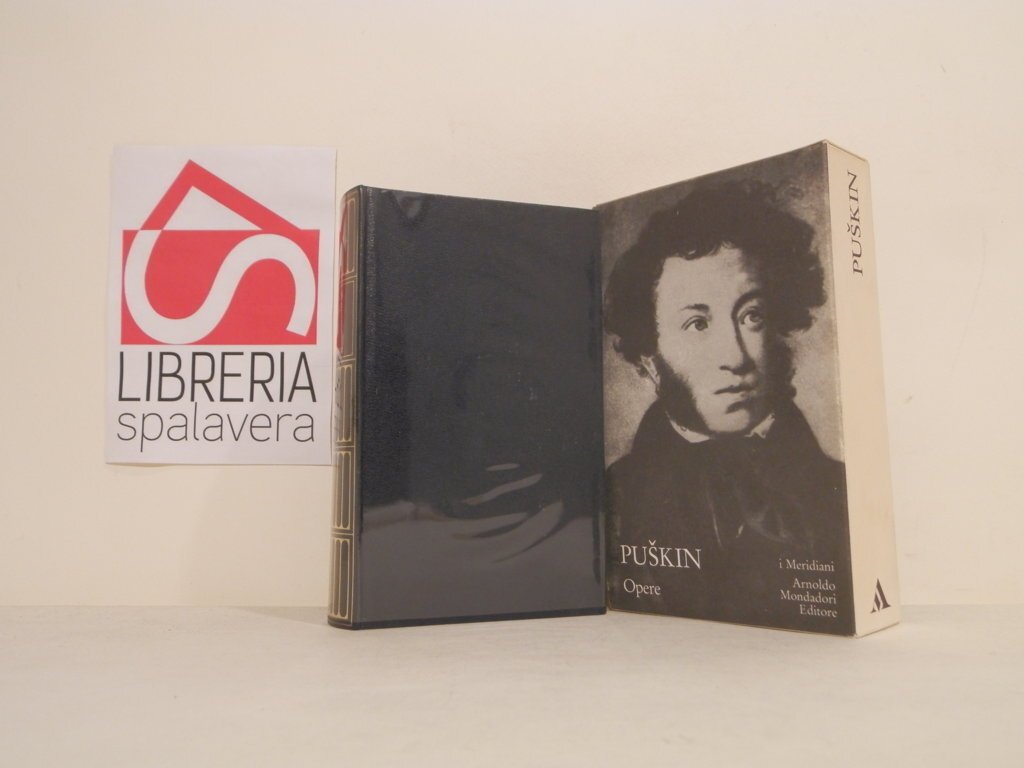 LIBRERIA
spalavera
PUŠKIN
Opere
i Meridiani
Arnoldo
Mondadori
Editore
PUŠKIN